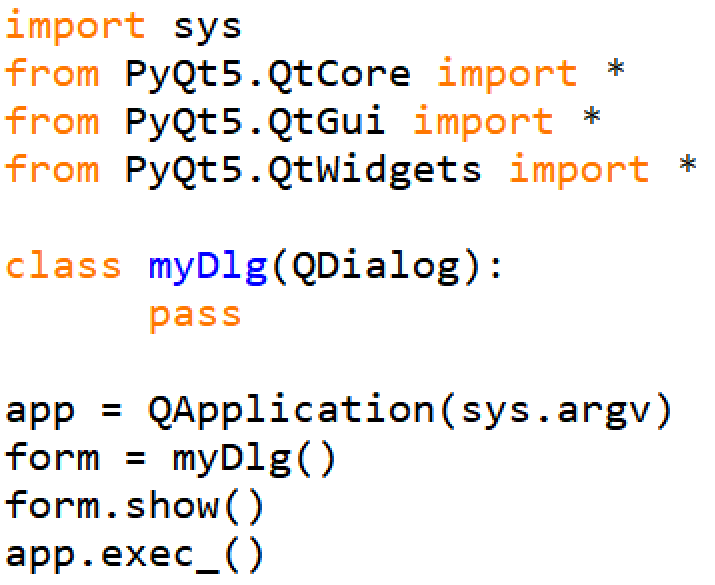 import sys
from PyQt5.QtCore import *
from PyQt5.QtGui import *
from PyQt5.QtWidgets import *
class myDlg(QDialog):
      pass
app = QApplication(sys.argv)
form = myDlg()
form.show()
app.exec_()